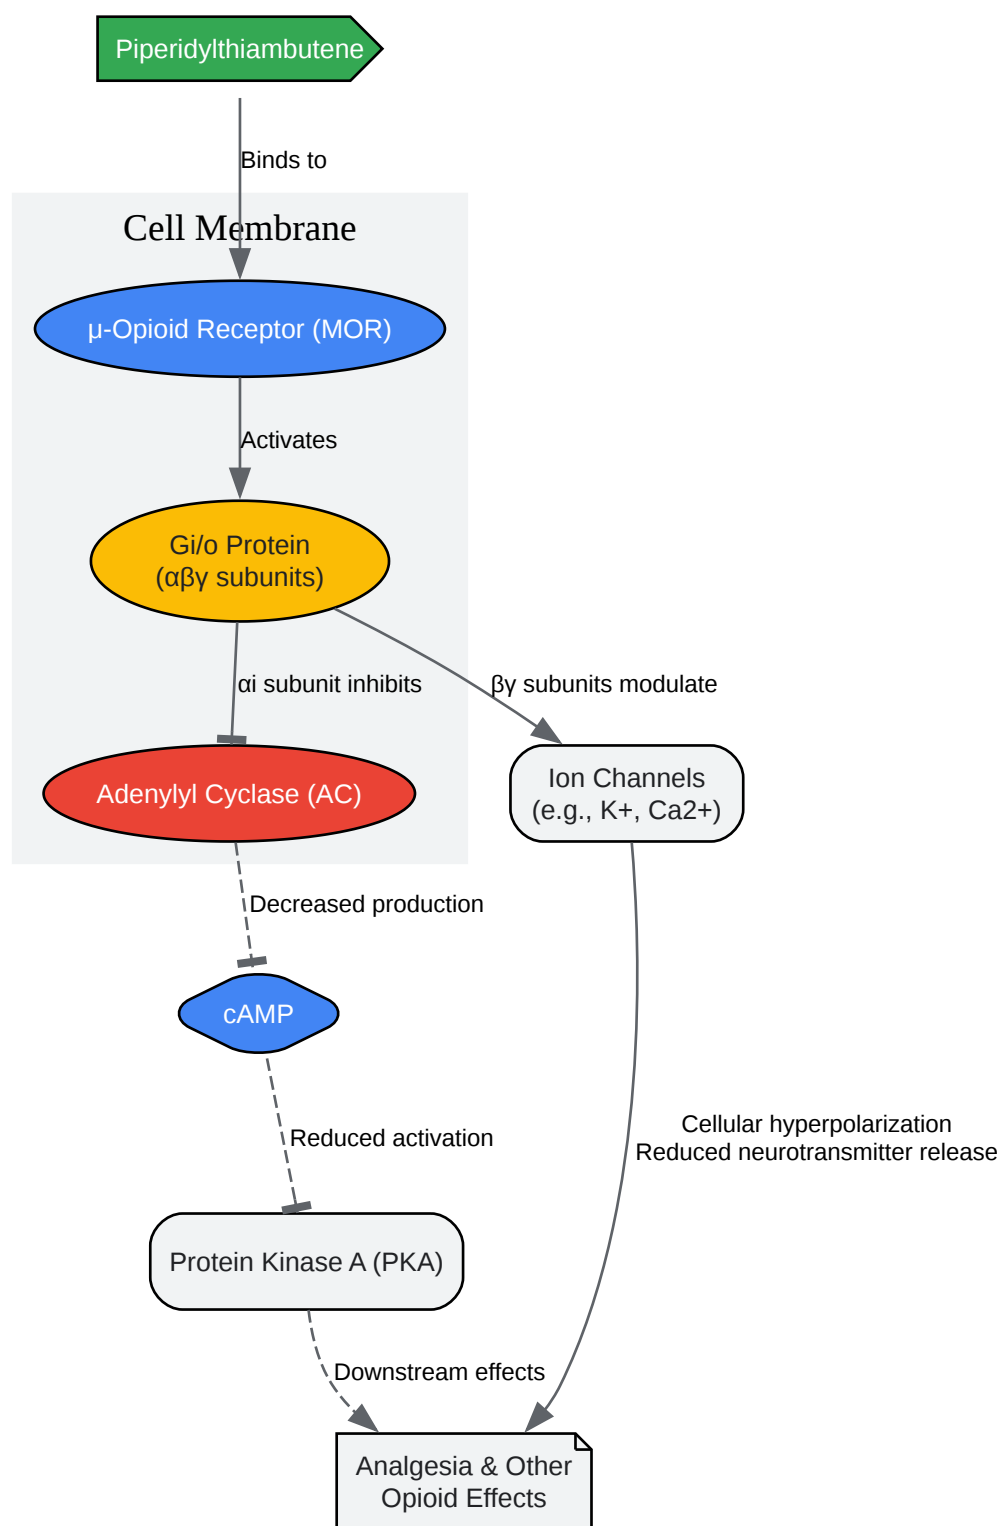 Piperidylthiambutene
Binds to
Cell Membrane
μ-Opioid Receptor (MOR)
Activates
Gi/o Protein
(αβγ subunits)
αi subunit inhibits
βγ subunits modulate
Adenylyl Cyclase (AC)
Ion Channels
(e.g., K+, Ca2+)
Decreased production
cAMP
Cellular hyperpolarization
Reduced activation
Reduced neurotransmitter release
Protein Kinase A (PKA)
Downstream effects
Analgesia & Other
Opioid Effects